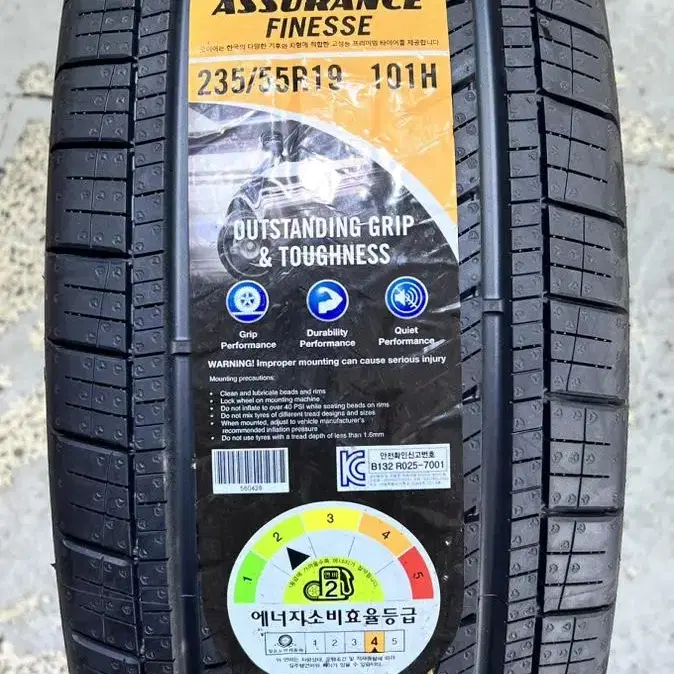 ASSURANCE
FINESSE
235/55R19 101H
OUTSTANDING GRIP
& TOUGHNESS
Grip Performance
Durability Performance
Quiet Performance
WARNING! Improper mounting can cause serious injury
Mounting precautions:
• Clean and lubricate beads and rims
• Lock wheel on mounting machine
• Do not inflate to over 40 PSI while seating beads on rims
• Do not mix tyres of different tread designs and sizes
• When mounted, adjust to vehicle manufacturer's
recommended inflation pressure
• Do not use tyres with a tread depth of less than 1.6mm
560426
안전확인신고번호
B132 R025-7001
1 2 3 4 5
2
에너지소비효율등급
1 2 3 4 5